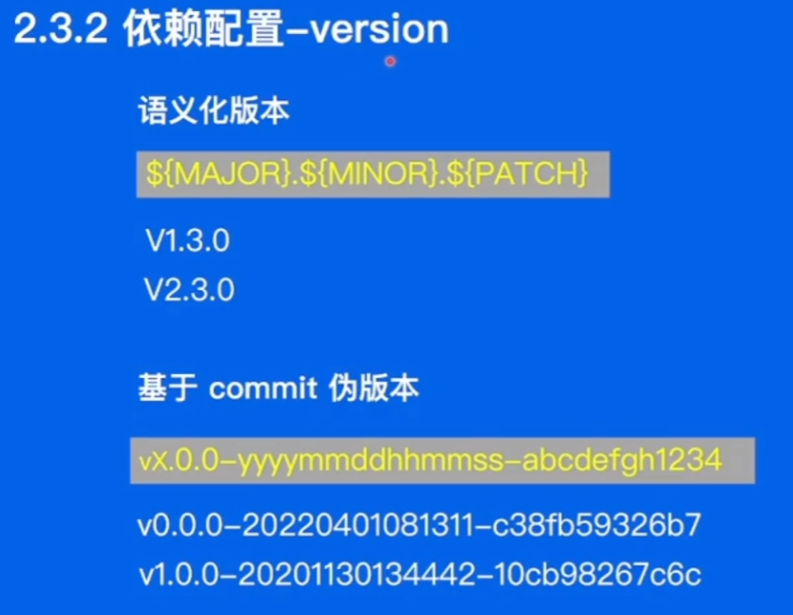 2.3.2 依赖配置-version
语义化版本
${MAJOR}.${MINOR}.${PATCH}
V1.3.0
V2.3.0
基于 commit 伪版本
vX.0.0-yyyymmddhhmmss-abcdefgh1234
v0.0.0-20220401081311-c38fb59326b7
v1.0.0-20201130134442-10cb98267c6c